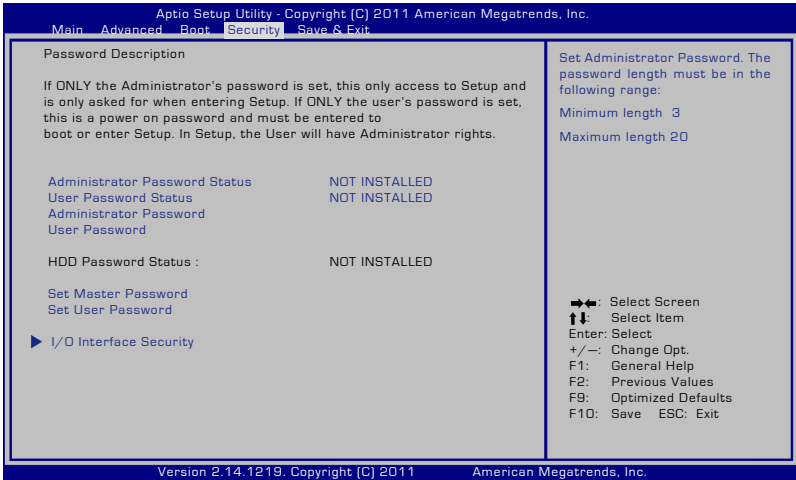 Aptio Setup Utility - Copyright (C) 2011 American Megatrends, Inc.
Main Advanced Boot Security Save & Exit
Password Description
If ONLY the Administrator's password is set, this only access to Setup and
is only asked for when entering Setup. If ONLY the user's password is set,
this is a power on password and must be entered to
boot or enter Setup. In Setup, the User will have Administrator rights.
Administrator Password Status NOT INSTALLED
User Password Status NOT INSTALLED
Administrator Password
User Password
HDD Password Status : NOT INSTALLED
Set Master Password
Set User Password
I/O Interface Security
Set Administrator Password. The
password length must be in the
following range:
Minimum length 3
Maximum length 20
➡⬅: Select Screen
⬆⬇: Select Item
Enter: Select
+/—: Change Opt.
F1: General Help
F2: Previous Values
F9: Optimized Defaults
F10: Save ESC: Exit
Version 2.14.1219. Copyright (C) 2011 American Megatrends, Inc.